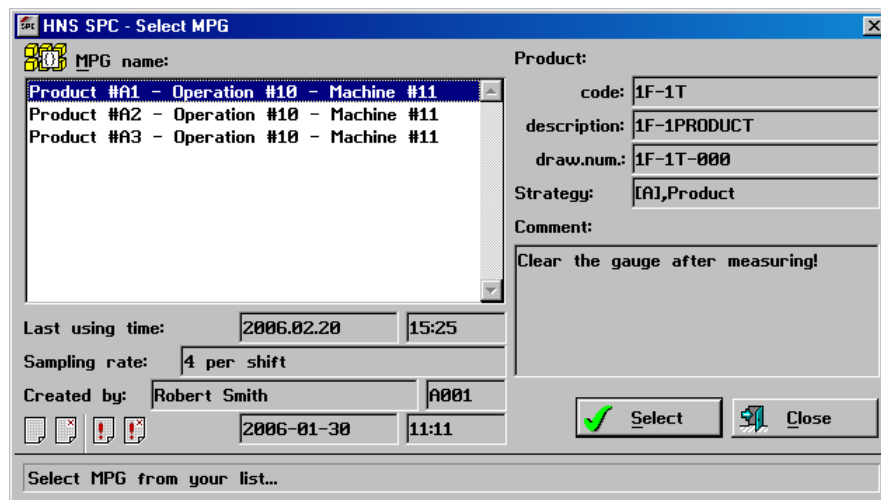 SPC HNS SPC - Select MPG
MPG name:
Product #A1 - Operation #10 - Machine #11
Product #A2 - Operation #10 - Machine #11
Product #A3 - Operation #10 - Machine #11
Last using time: 2006.02.20 15:25
Sampling rate: 4 per shift
Created by: Robert Smith A001
2006-01-30 11:11
Product:
code: 1F-1T
description: 1F-1PRODUCT
draw.num.: 1F-1T-000
Strategy: [A],Product
Comment:
Clear the gauge after measuring!
Select Close
Select MPG from your list...